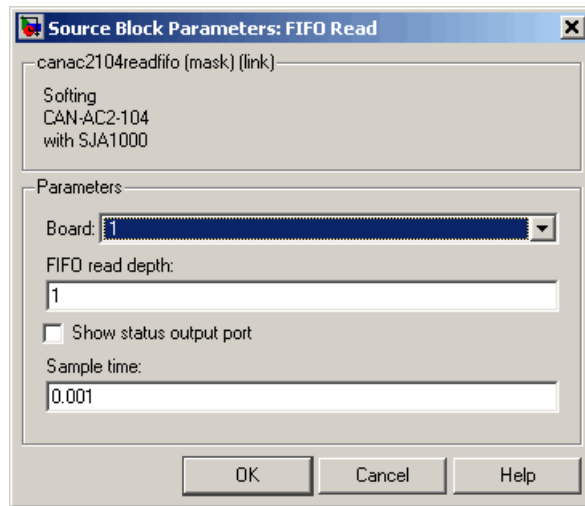 Source Block Parameters: FIFO Read
canac2104readfifo (mask) (link)
Softing
CAN-AC2-104
with SJA1000
Parameters
Board: 1
FIFO read depth:
1
Show status output port
Sample time:
0.001
OK Cancel Help